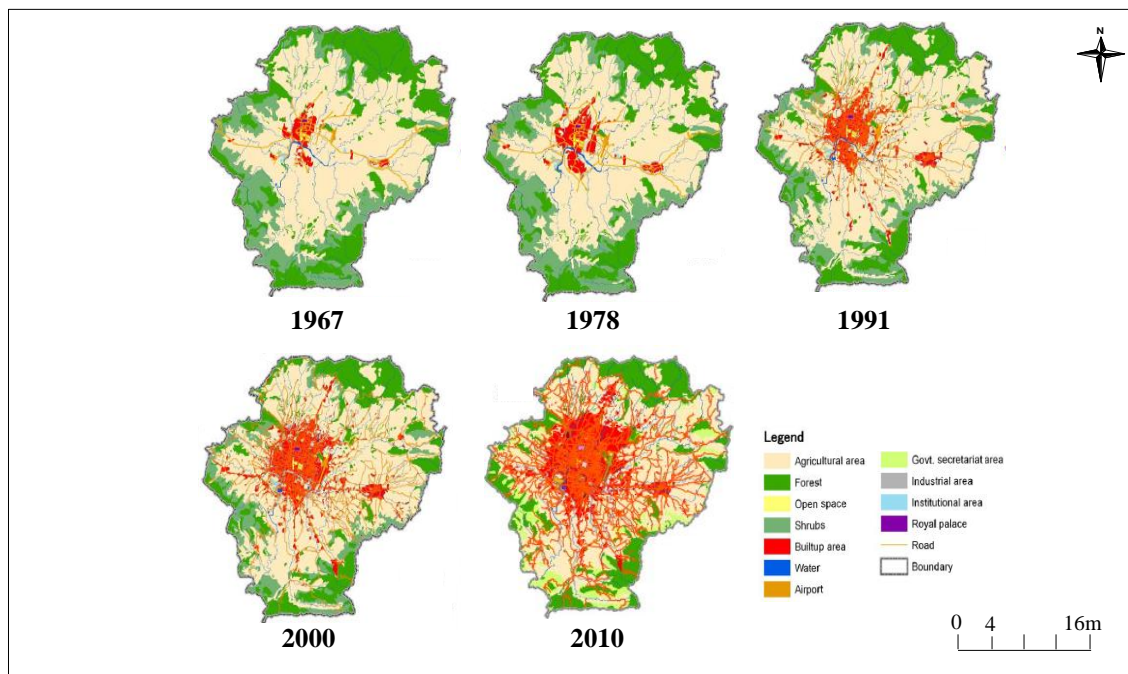 N
1967
1978
1991
2000
2010
Legend
Agricultural area
Forest
Open space
Shrubs
Builtup area
Water
Airport
Govt. secretariat area
Industrial area
Institutional area
Royal palace
Road
Boundary
0 4 16m